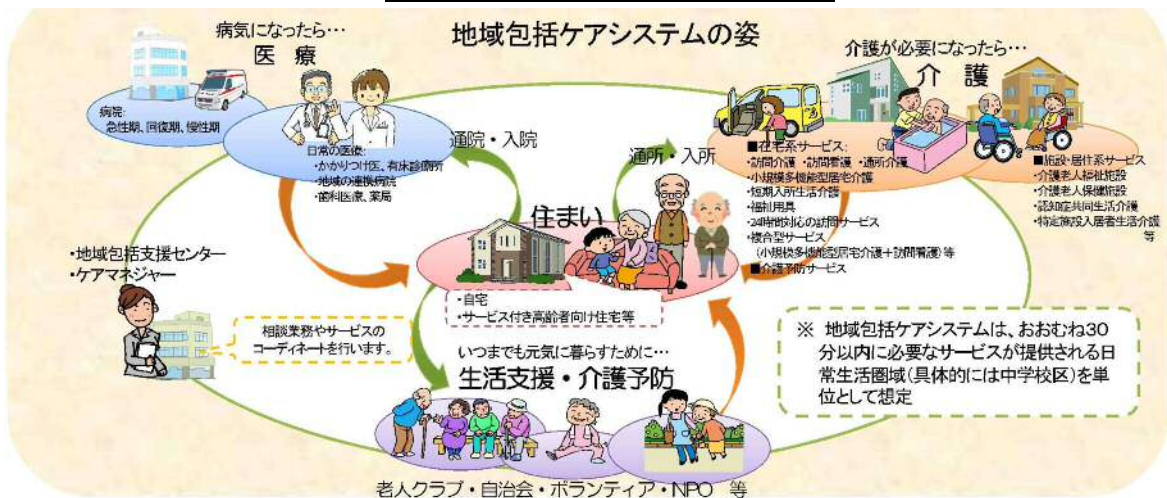 地域包括ケアシステムの姿
病気になったら…
医 療
病院:
急性期、回復期、慢性期
日常の医療:
・かかりつけ医、有床診療所
・地域の連携病院
・歯科医療、薬局
通院・入院
通所・入所
介護が必要になったら…
介 護
■在宅系サービス:
・訪問介護 ・訪問看護 ・通所介護
・小規模多機能型居宅介護
・短期入所生活介護
・福祉用具
・24時間対応の訪問サービス
・複合型サービス
(小規模多機能型居宅介護+訪問看護)等
■介護予防サービス
■施設・居住系サービス
・介護老人福祉施設
・介護老人保健施設
・認知症共同生活介護
・特定施設入居者生活介護
等
住まい
・自宅
・サービス付き高齢者向け住宅等
・地域包括支援センター
・ケアマネジャー
相談業務やサービスの
コーディネートを行います。
いつまでも元気に暮らすために…
生活支援・介護予防
老人クラブ・自治会・ボランティア・NPO 等
※ 地域包括ケアシステムは、おおむね30
分以内に必要なサービスが提供される日
常生活圏域(具体的には中学校区)を単
位として想定